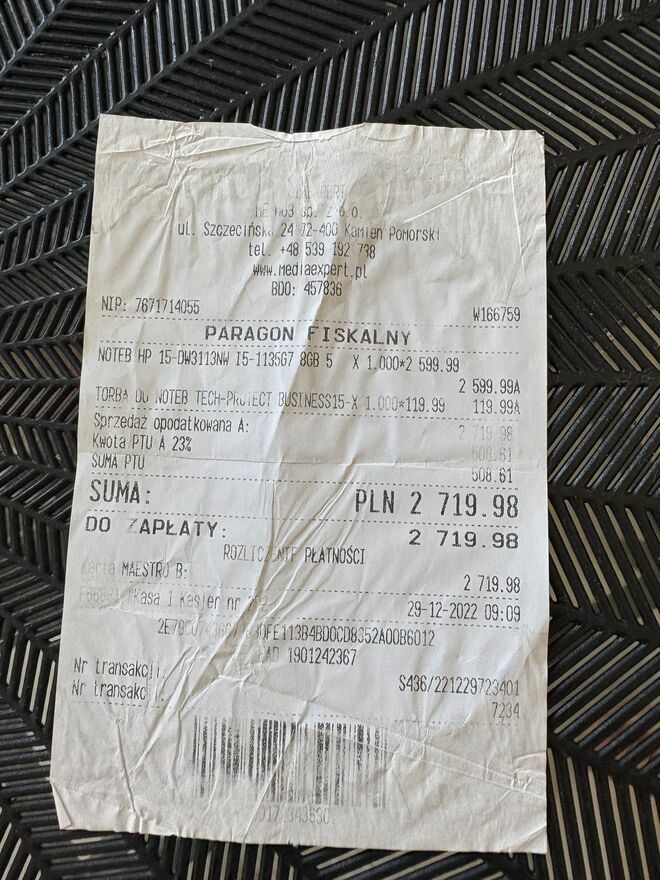 sp. z o.o.
ul. Szczecińska 24 72-400 Kamień Pomorski
tel. +48 539 192 738
www.mediaexpert.pl
BDO: 457836
NIP: 7671714055 W166759
PARAGON FISKALNY
NOTEB HP 15-DW3113NW I5-1135G7 8GB 5 X 1.000*2 599.99
2 599.99A
TORBA DO NOTEB TECH-PROTECT BUSINESS15-X 1.000*119.99 119.99A
Sprzedaż opodatkowana A: 2 719.98
Kwota PTU A 23% 508.61
SUMA PTU 508.61
SUMA: PLN 2 719.98
DO ZAPŁATY: 2 719.98
ROZLICZENIE PŁATNOŚCI
Karta MAESTRO B: 2 719.98
Kasa 1 Kasjer nr 29-12-2022 09:09
1901242367
Nr transakcji: S436/221229723401
Nr transakcji: 7234